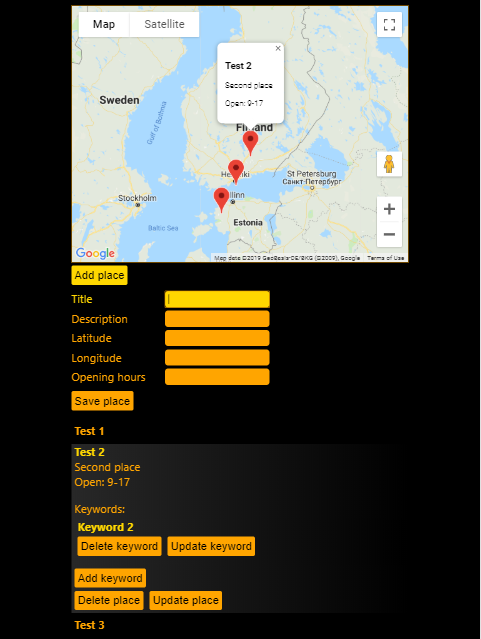 Map Satellite
×
Test 2
Second place
Open: 9-17
Sweden
Gulf of Bothnia
Finland
Helsinki
St Petersburg
Санкт-Петербург
Stockholm
Tallinn
Estonia
Baltic Sea
+
−
Google
Map data ©2019 GeoBasis-DE/BKG (©2009), Google Terms of Use
Add place
Title
Description
Latitude
Longitude
Opening hours
Save place
Test 1
Test 2
Second place
Open: 9-17
Keywords:
Keyword 2
Delete keyword Update keyword
Add keyword
Delete place Update place
Test 3